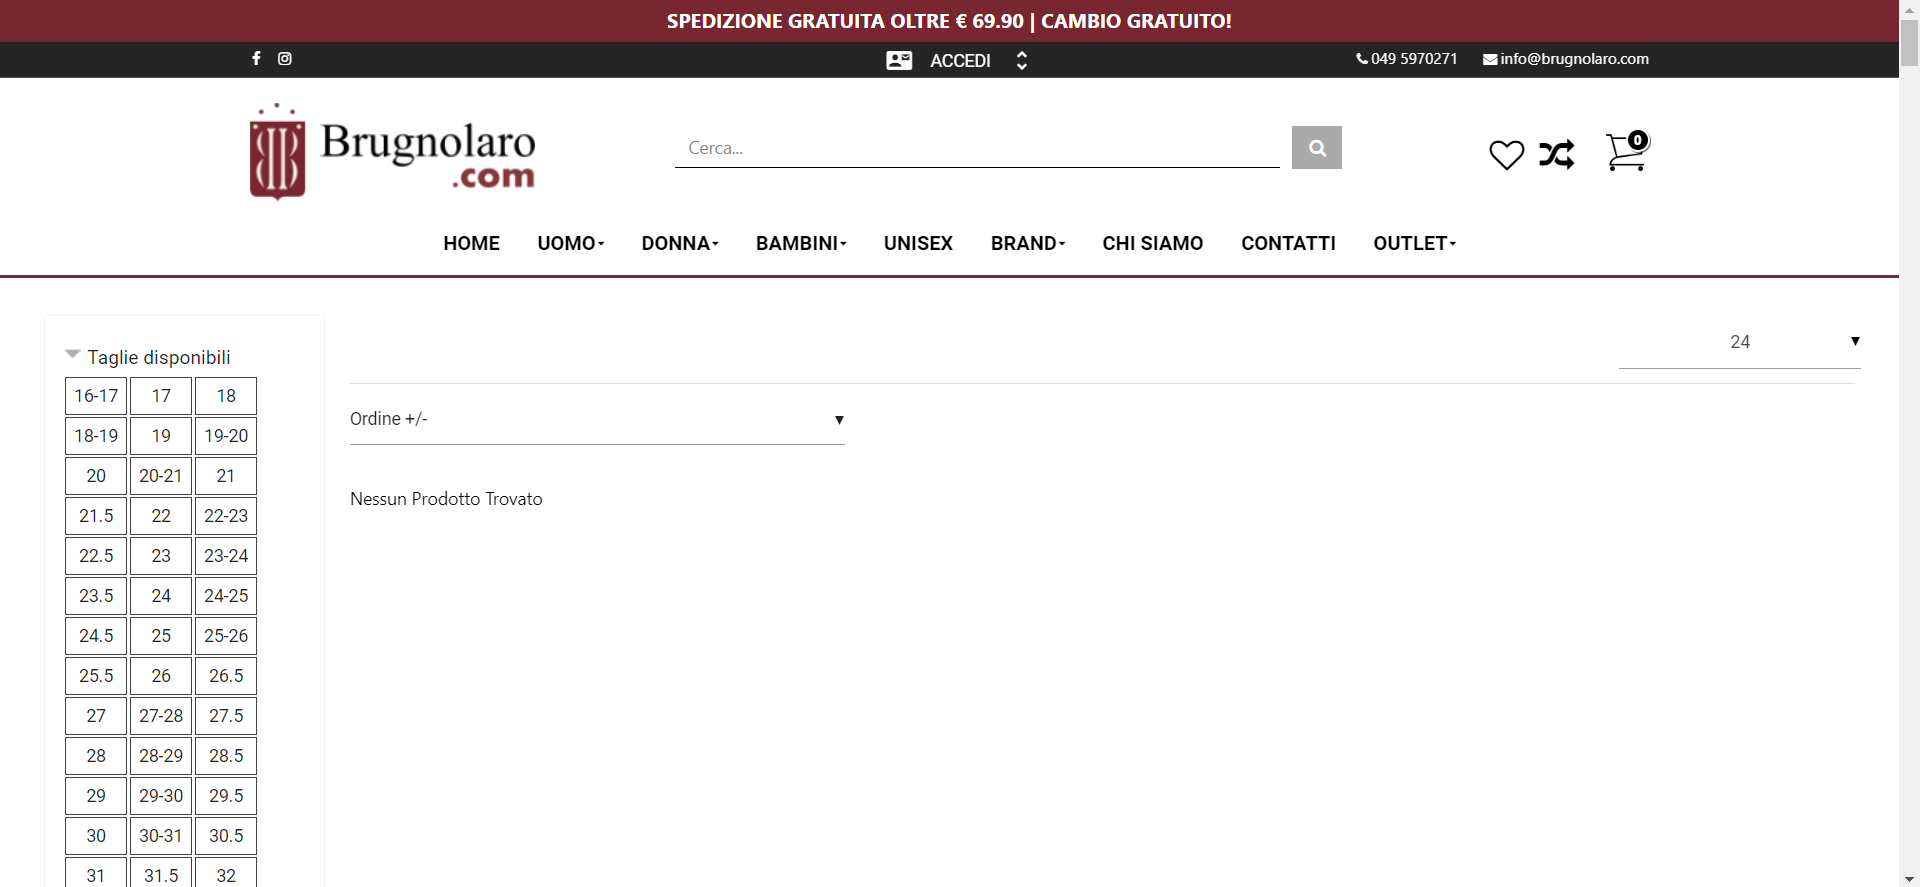 SPEDIZIONE GRATUITA OLTRE € 69.90 | CAMBIO GRATUITO!
ACCEDI
049 5970271
info@brugnolaro.com
Brugnolaro
.com
Cerca...
0
HOME UOMO DONNA BAMBINI UNISEX BRAND CHI SIAMO CONTATTI OUTLET
Taglie disponibili
16-17 17 18
18-19 19 19-20
20 20-21 21
21.5 22 22-23
22.5 23 23-24
23.5 24 24-25
24.5 25 25-26
25.5 26 26.5
27 27-28 27.5
28 28-29 28.5
29 29-30 29.5
30 30-31 30.5
31 31.5 32
24
Ordine +/-
Nessun Prodotto Trovato